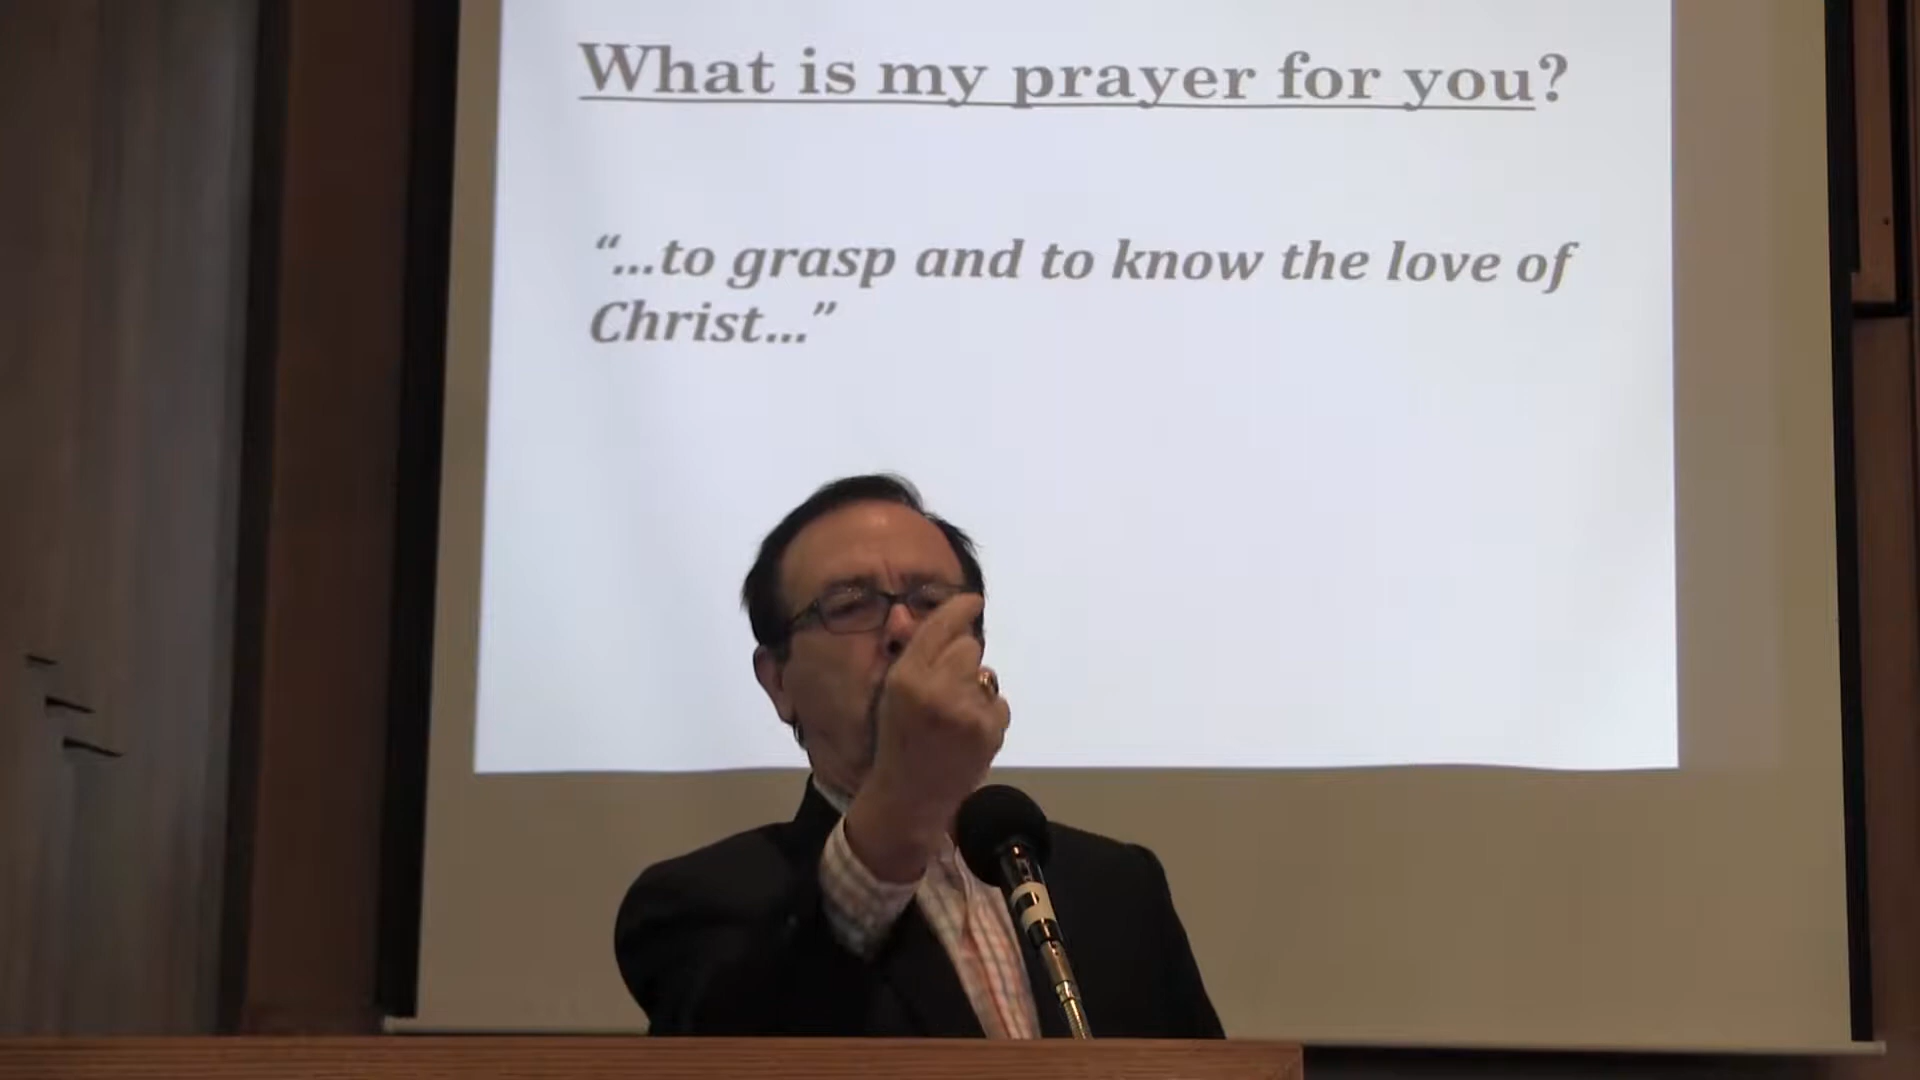 What is my prayer for you?
“...to grasp and to know the love of
Christ...”